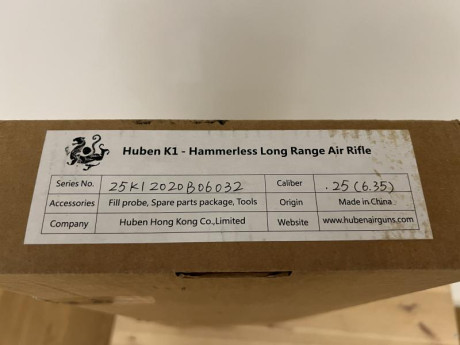 Huben K1 - Hammerless Long Range Air Rifle
Series No. 25K12020B06032 Caliber .25(6.35)
Accessories Fill probe, Spare parts package, Tools Origin Made in China
Company Huben Hong Kong Co.,Limited Website www.hubenairguns.com